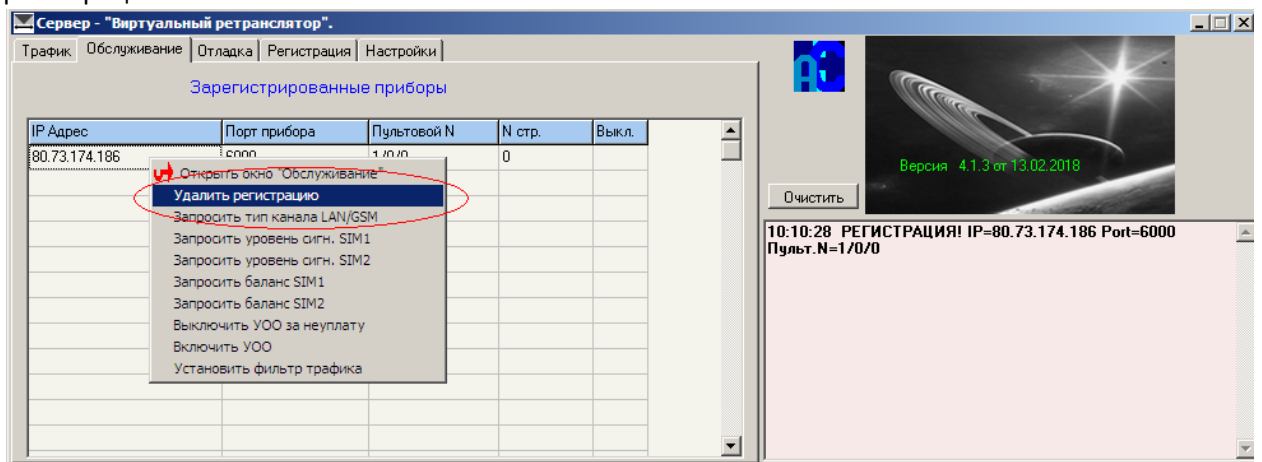 Сервер - "Виртуальный ретранслятор".
Трафик Обслуживание Отладка Регистрация Настройки
Зарегистрированные приборы
IP Адрес Порт прибора Пультовой N N стр. Выкл.
80.73.174.186 6000 1/0/0 0
Открыть окно "Обслуживание"
Удалить регистрацию
Запросить тип канала LAN/GSM
Запросить уровень сигн. SIM1
Запросить уровень сигн. SIM2
Запросить баланс SIM1
Запросить баланс SIM2
Выключить УОО за неуплату
Включить УОО
Установить фильтр трафика
Версия 4.1.3 от 13.02.2018
Очистить
10:10:28 РЕГИСТРАЦИЯ! IP=80.73.174.186 Port=6000
Пульт.N=1/0/0